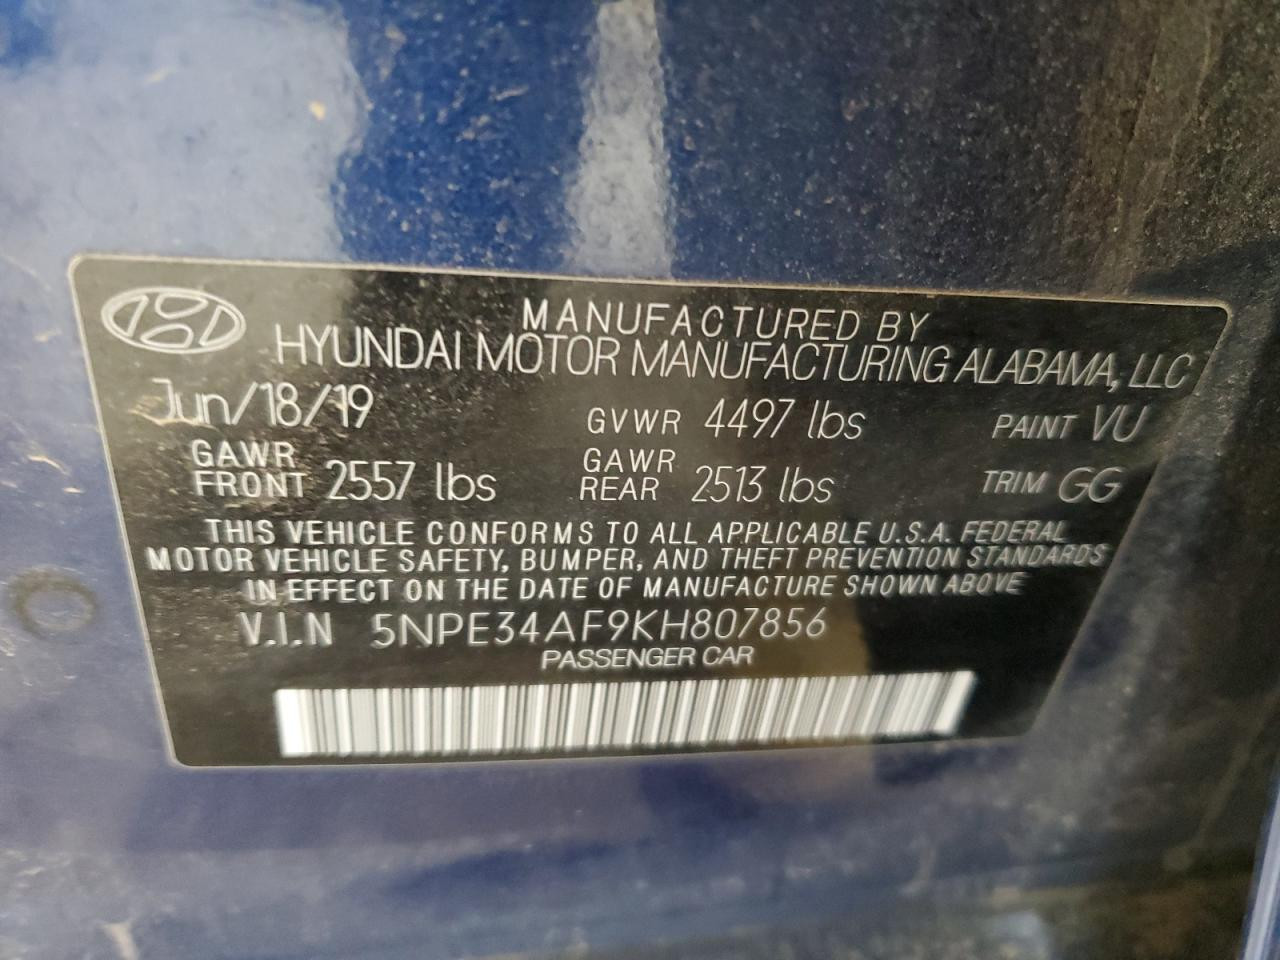 MANUFACTURED BY
HYUNDAI MOTOR MANUFACTURING ALABAMA, LLC
Jun/18/19 GVWR 4497 lbs PAINT VU
GAWR FRONT 2557 lbs GAWR REAR 2513 lbs TRIM GG
THIS VEHICLE CONFORMS TO ALL APPLICABLE U.S.A. FEDERAL
MOTOR VEHICLE SAFETY, BUMPER, AND THEFT PREVENTION STANDARDS
IN EFFECT ON THE DATE OF MANUFACTURE SHOWN ABOVE
V.I.N 5NPE34AF9KH807856
PASSENGER CAR